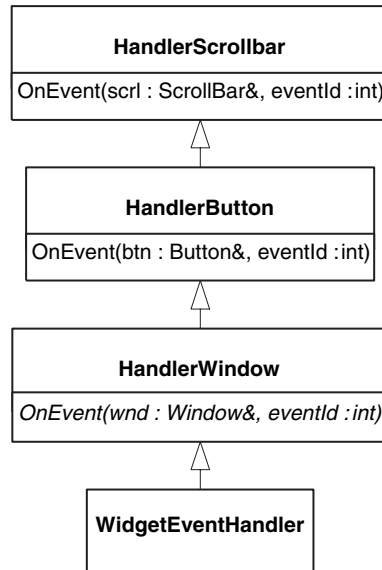 HandlerScrollbar
OnEvent(scrl : ScrollBar&, eventId :int)
HandlerButton
OnEvent(btn : Button&, eventId :int)
HandlerWindow
OnEvent(wnd : Window&, eventId :int)
WidgetEventHandler